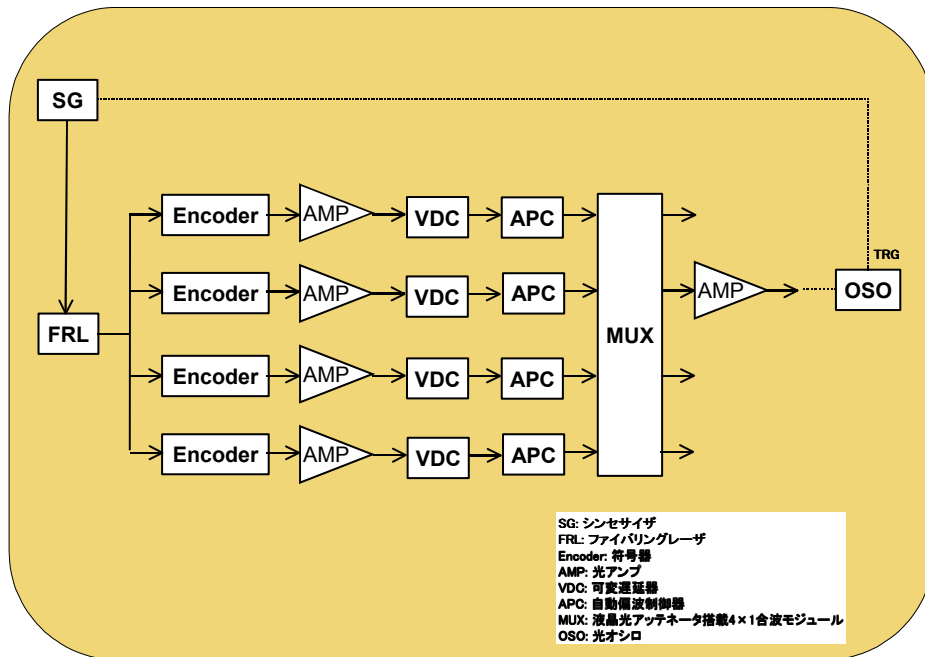 SG
TRG
Encoder AMP VDC APC
Encoder AMP VDC APC AMP OSO
FRL MUX
Encoder AMP VDC APC
Encoder AMP VDC APC
SG: シンセサイザ
FRL: ファイバリングレーザ
Encoder: 符号器
AMP: 光アンプ
VDC: 可変遅延器
APC: 自動偏波制御器
MUX: 液晶光アッテネータ搭載4×1合波モジュール
OSO: 光オシロ